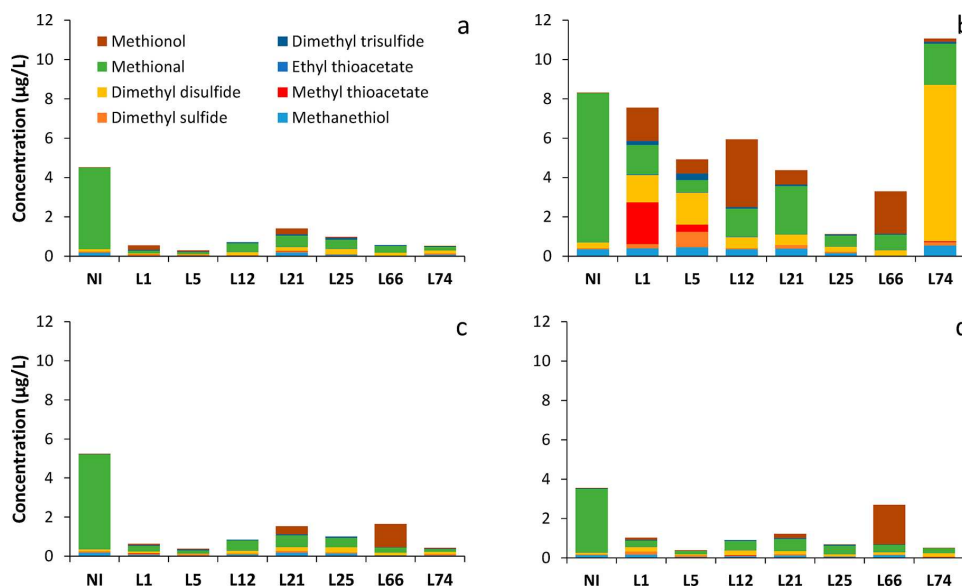 a
12
10
8
6
4
2
0
Concentration (µg/L)
Methionol
Methional
Dimethyl disulfide
Dimethyl sulfide
Dimethyl trisulfide
Ethyl thioacetate
Methyl thioacetate
Methanethiol
NI L1 L5 L12 L21 L25 L66 L74
b
12
10
8
6
4
2
0
NI L1 L5 L12 L21 L25 L66 L74
c
12
10
8
6
4
2
0
Concentration (µg/L)
NI L1 L5 L12 L21 L25 L66 L74
12
10
8
6
4
2
0
NI L1 L5 L12 L21 L25 L66 L74